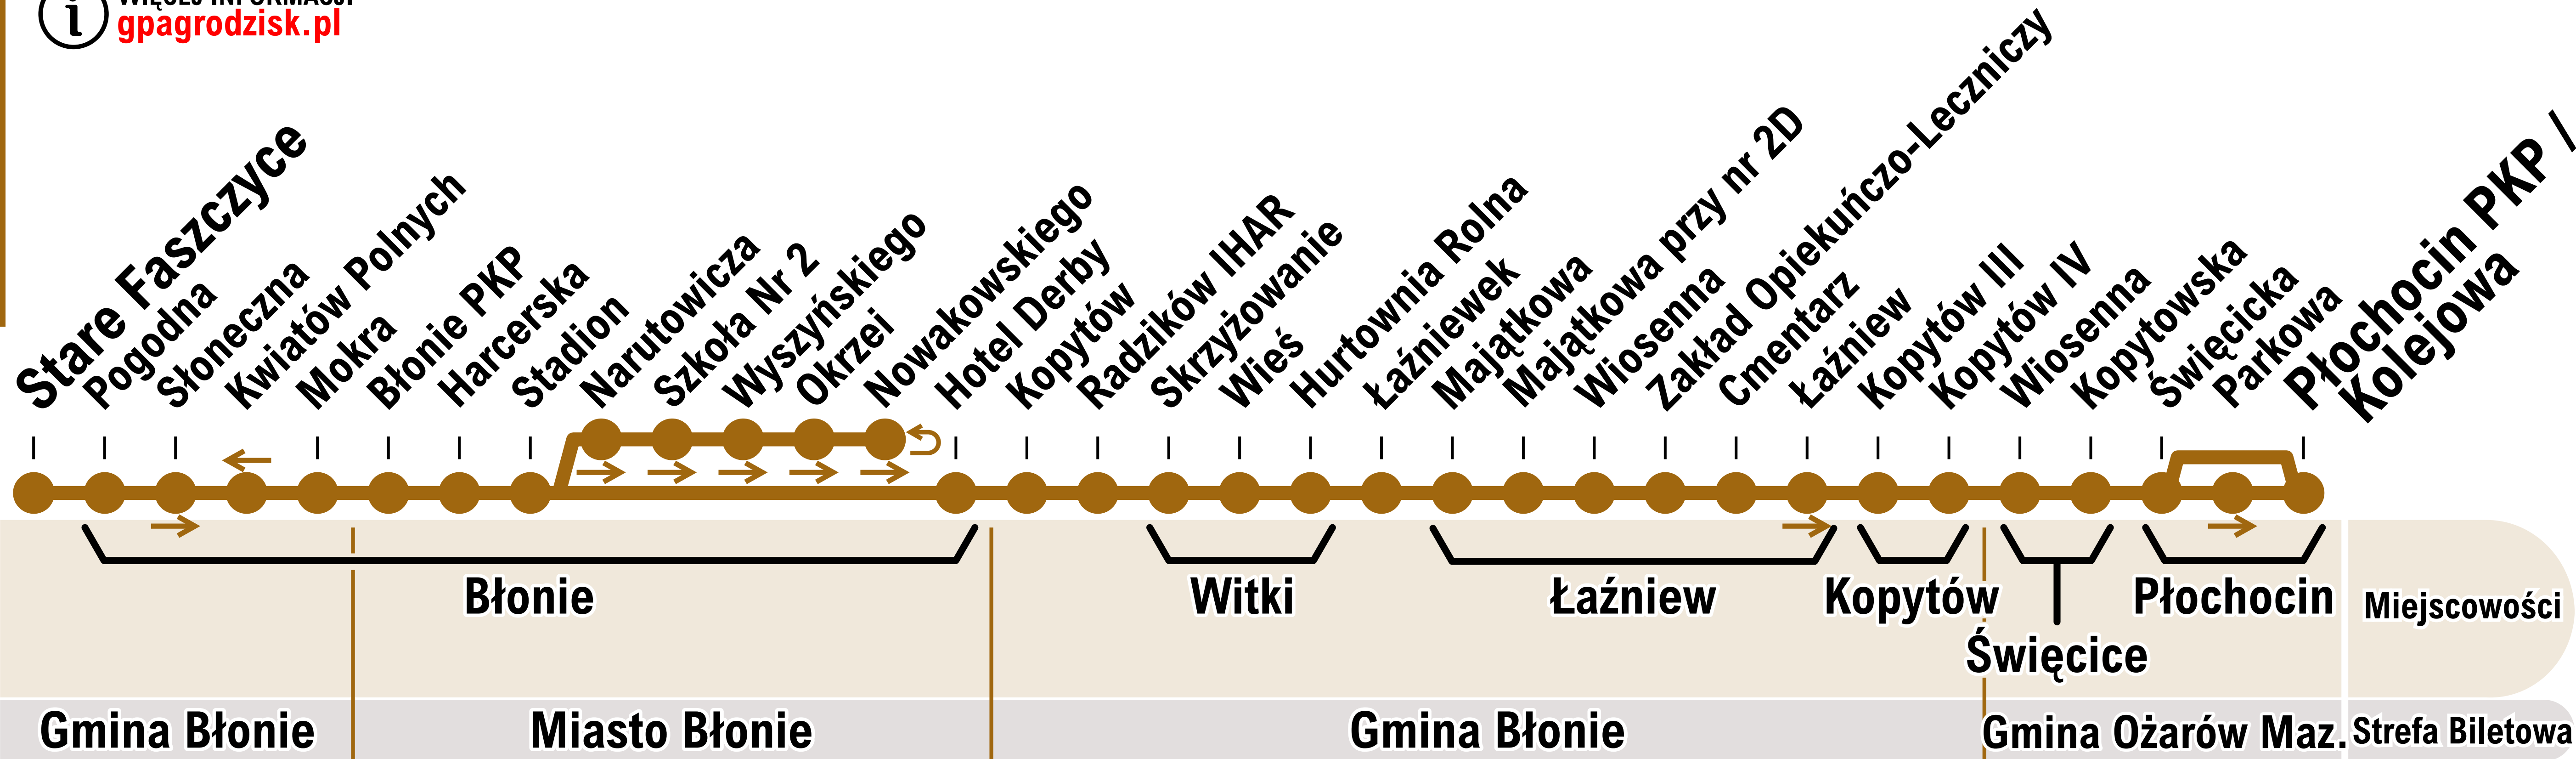 WIĘCEJ INFORMACJI
gpagrodzisk.pl
Stare Faszczyce
Pogodna
Słoneczna
Kwiatów Polnych
Mokra
Błonie PKP
Harcerska
Stadion
Narutowicza
Szkoła Nr 2
Wyszyńskiego
Okrzei
Nowakowskiego
Hotel Derby
Kopytów
Radzików IHAR
Skrzyżowanie
Wieś
Hurtownia Rolna
Łaźniewek
Majątkowa
Majątkowa przy nr 2D
Wiosenna
Zakład Opiekuńczo-Leczniczy
Cmentarz
Łaźniew
Kopytów III
Kopytów IV
Wiosenna
Kopytowska
Święcicka
Parkowa
Płochocin PKP /
Kolejowa
Błonie
Witki
Łaźniew
Kopytów
Święcice
Płochocin
Miejscowości
Gmina Błonie
Miasto Błonie
Gmina Błonie
Gmina Ożarów Maz.
Strefa Biletowa